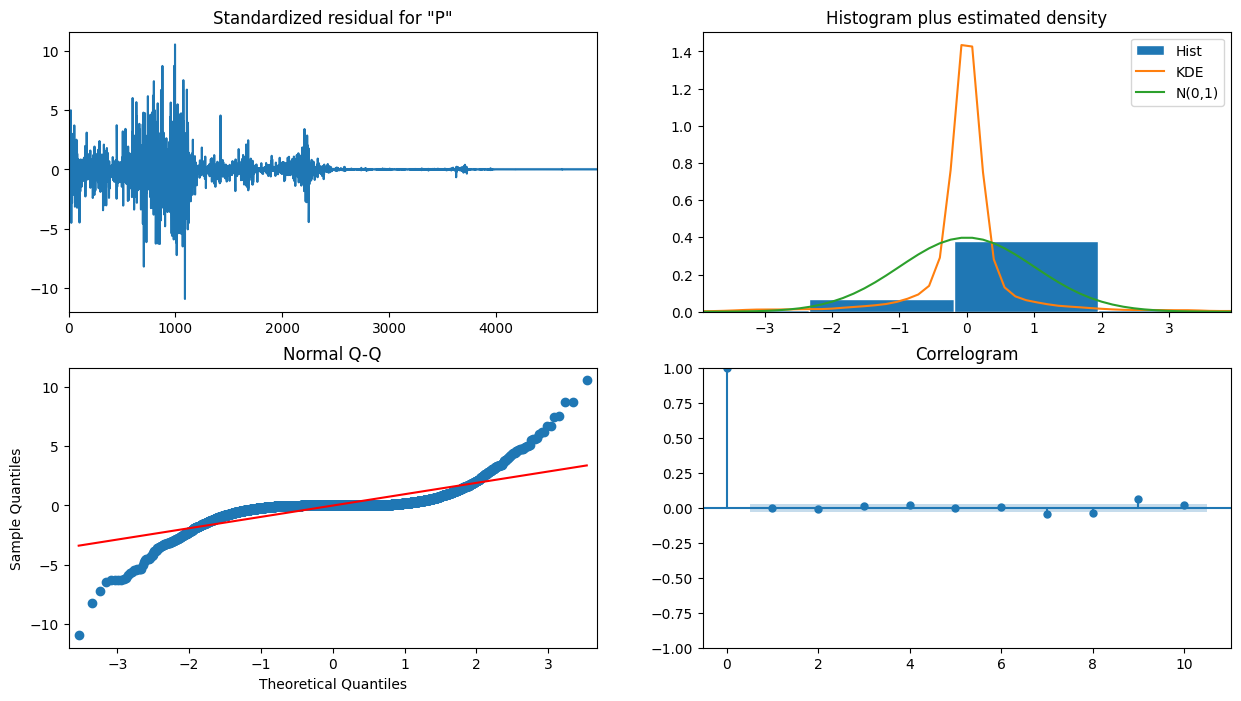 Standardized residual for "P"
10
5
0
−5
−10
0 1000 2000 3000 4000
Histogram plus estimated density
1.4
1.2
1.0
0.8
0.6
0.4
0.2
0.0
−3 −2 −1 0 1 2 3
Hist
KDE
N(0,1)
Normal Q-Q
Sample Quantiles
10
5
0
−5
−10
−3 −2 −1 0 1 2 3
Theoretical Quantiles
Correlogram
1.00
0.75
0.50
0.25
0.00
−0.25
−0.50
−0.75
−1.00
0 2 4 6 8 10